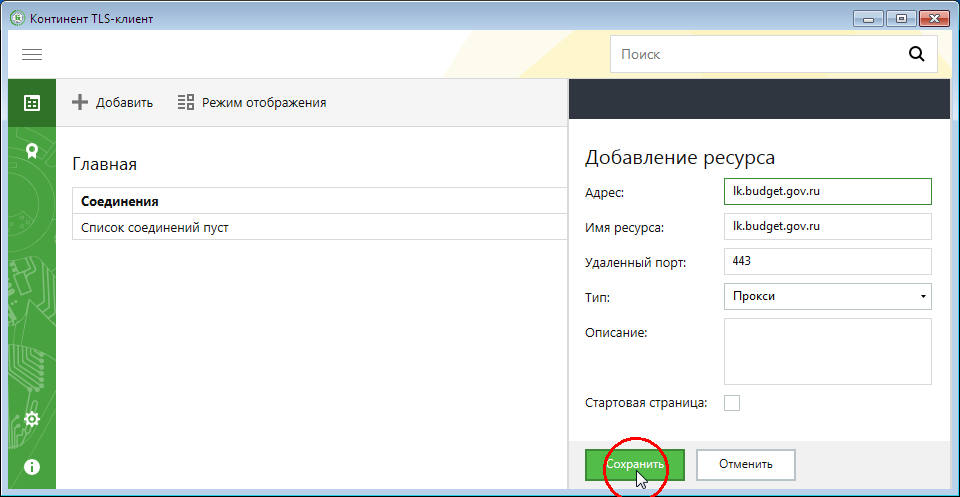 Континент TLS-клиент
Поиск
Добавить
Режим отображения
Главная
Соединения
Список соединений пуст
Добавление ресурса
Адрес: lk.budget.gov.ru
Имя ресурса: lk.budget.gov.ru
Удаленный порт: 443
Тип: Прокси
Описание:
Стартовая страница:
Сохранить
Отменить